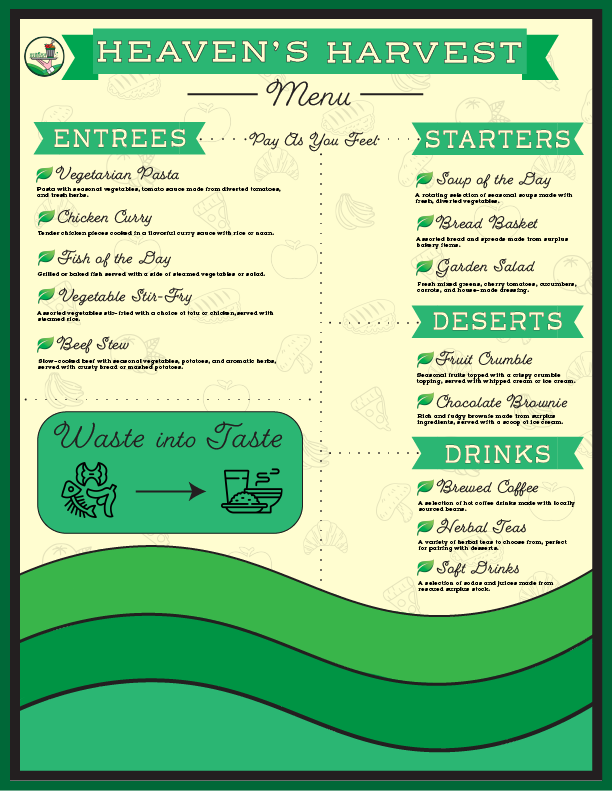 HEAVEN'S HARVEST
Menu
Pay As You Feel
ENTREES
Vegetarian Pasta
Pasta with seasonal vegetables, tomato sauce made from diverted tomatoes,
and fresh herbs.
Chicken Curry
Tender chicken pieces cooked in a flavorful curry sauce with rice or naan.
Fish of the Day
Grilled or baked fish served with a side of steamed vegetables or salad.
Vegetable Stir-Fry
Assorted vegetables stir-fried with a choice of tofu or chicken, served with
steamed rice.
Beef Stew
Slow-cooked beef with seasonal vegetables, potatoes, and aromatic herbs,
served with crusty bread or mashed potatoes.
Waste into Taste
STARTERS
Soup of the Day
A rotating selection of seasonal soups made with
fresh, diverted vegetables.
Bread Basket
Assorted bread and spreads made from surplus
bakery items.
Garden Salad
Fresh mixed greens, cherry tomatoes, cucumbers,
carrots, and house-made dressing.
DESERTS
Fruit Crumble
Seasonal fruits topped with a crispy crumble
topping, served with whipped cream or ice cream.
Chocolate Brownie
Rich and fudgy brownie made from surplus
ingredients, served with a scoop of ice cream.
DRINKS
Brewed Coffee
A selection of hot coffee drinks made with locally
sourced beans.
Herbal Teas
A variety of herbal teas to choose from, perfect
for pairing with desserts.
Soft Drinks
A selection of sodas and juices made from
rescued surplus stock.